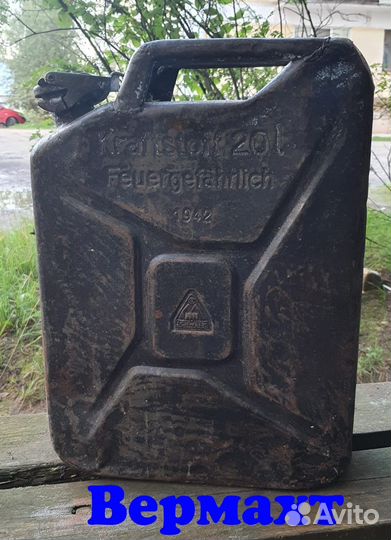 Kraftstoff 20 l
Feuergefährlich
1942
Вермахт
Avito